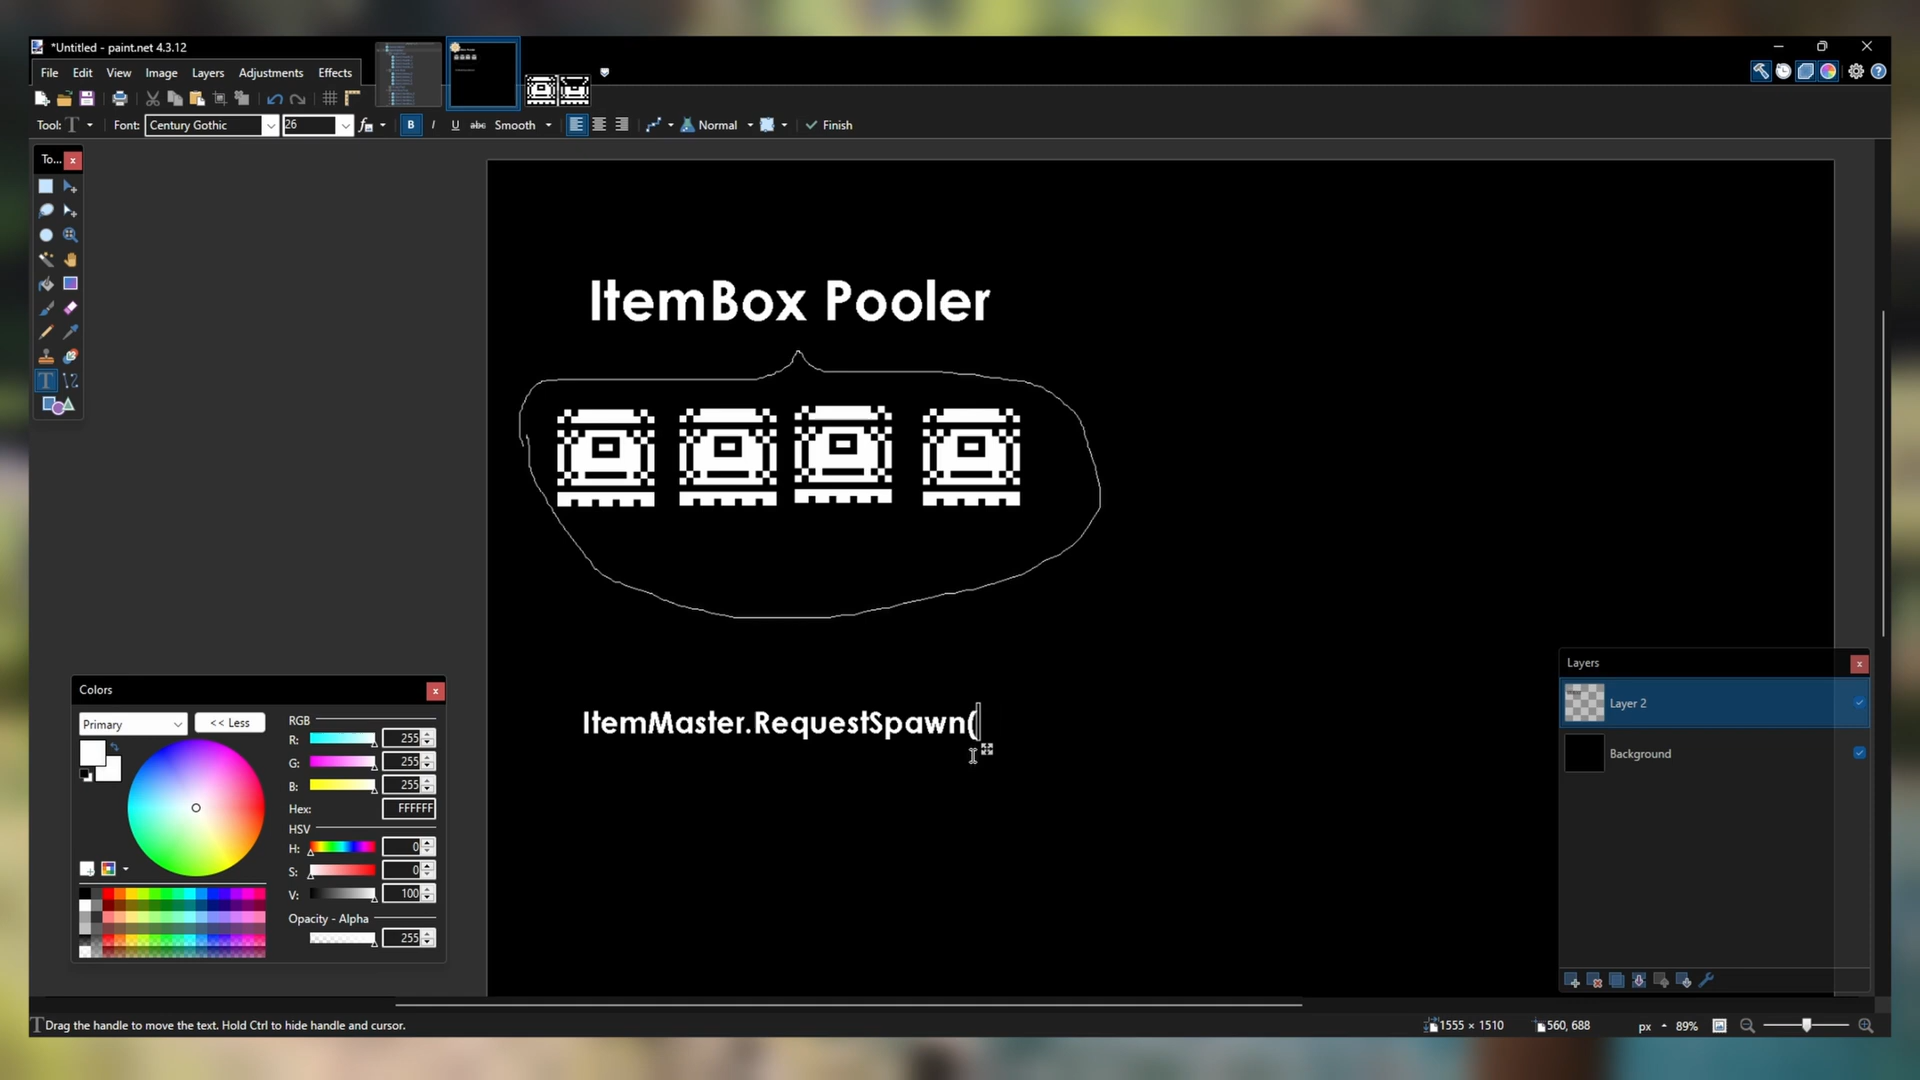 *Untitled - paint.net 4.3.12
File Edit View Image Layers Adjustments Effects
Tool: T Font: Century Gothic 26 fx B I U abc Smooth Normal Finish
To...
ItemBox Pooler
ItemMaster.RequestSpawn(
Colors
Primary << Less
RGB
R: 255
G: 255
B: 255
Hex: FFFFFF
HSV
H: 0
S: 0
V: 100
Opacity - Alpha
255
Layers
Layer 2
Background
Drag the handle to move the text. Hold Ctrl to hide handle and cursor. 1555 × 1510 560, 688 px 89%